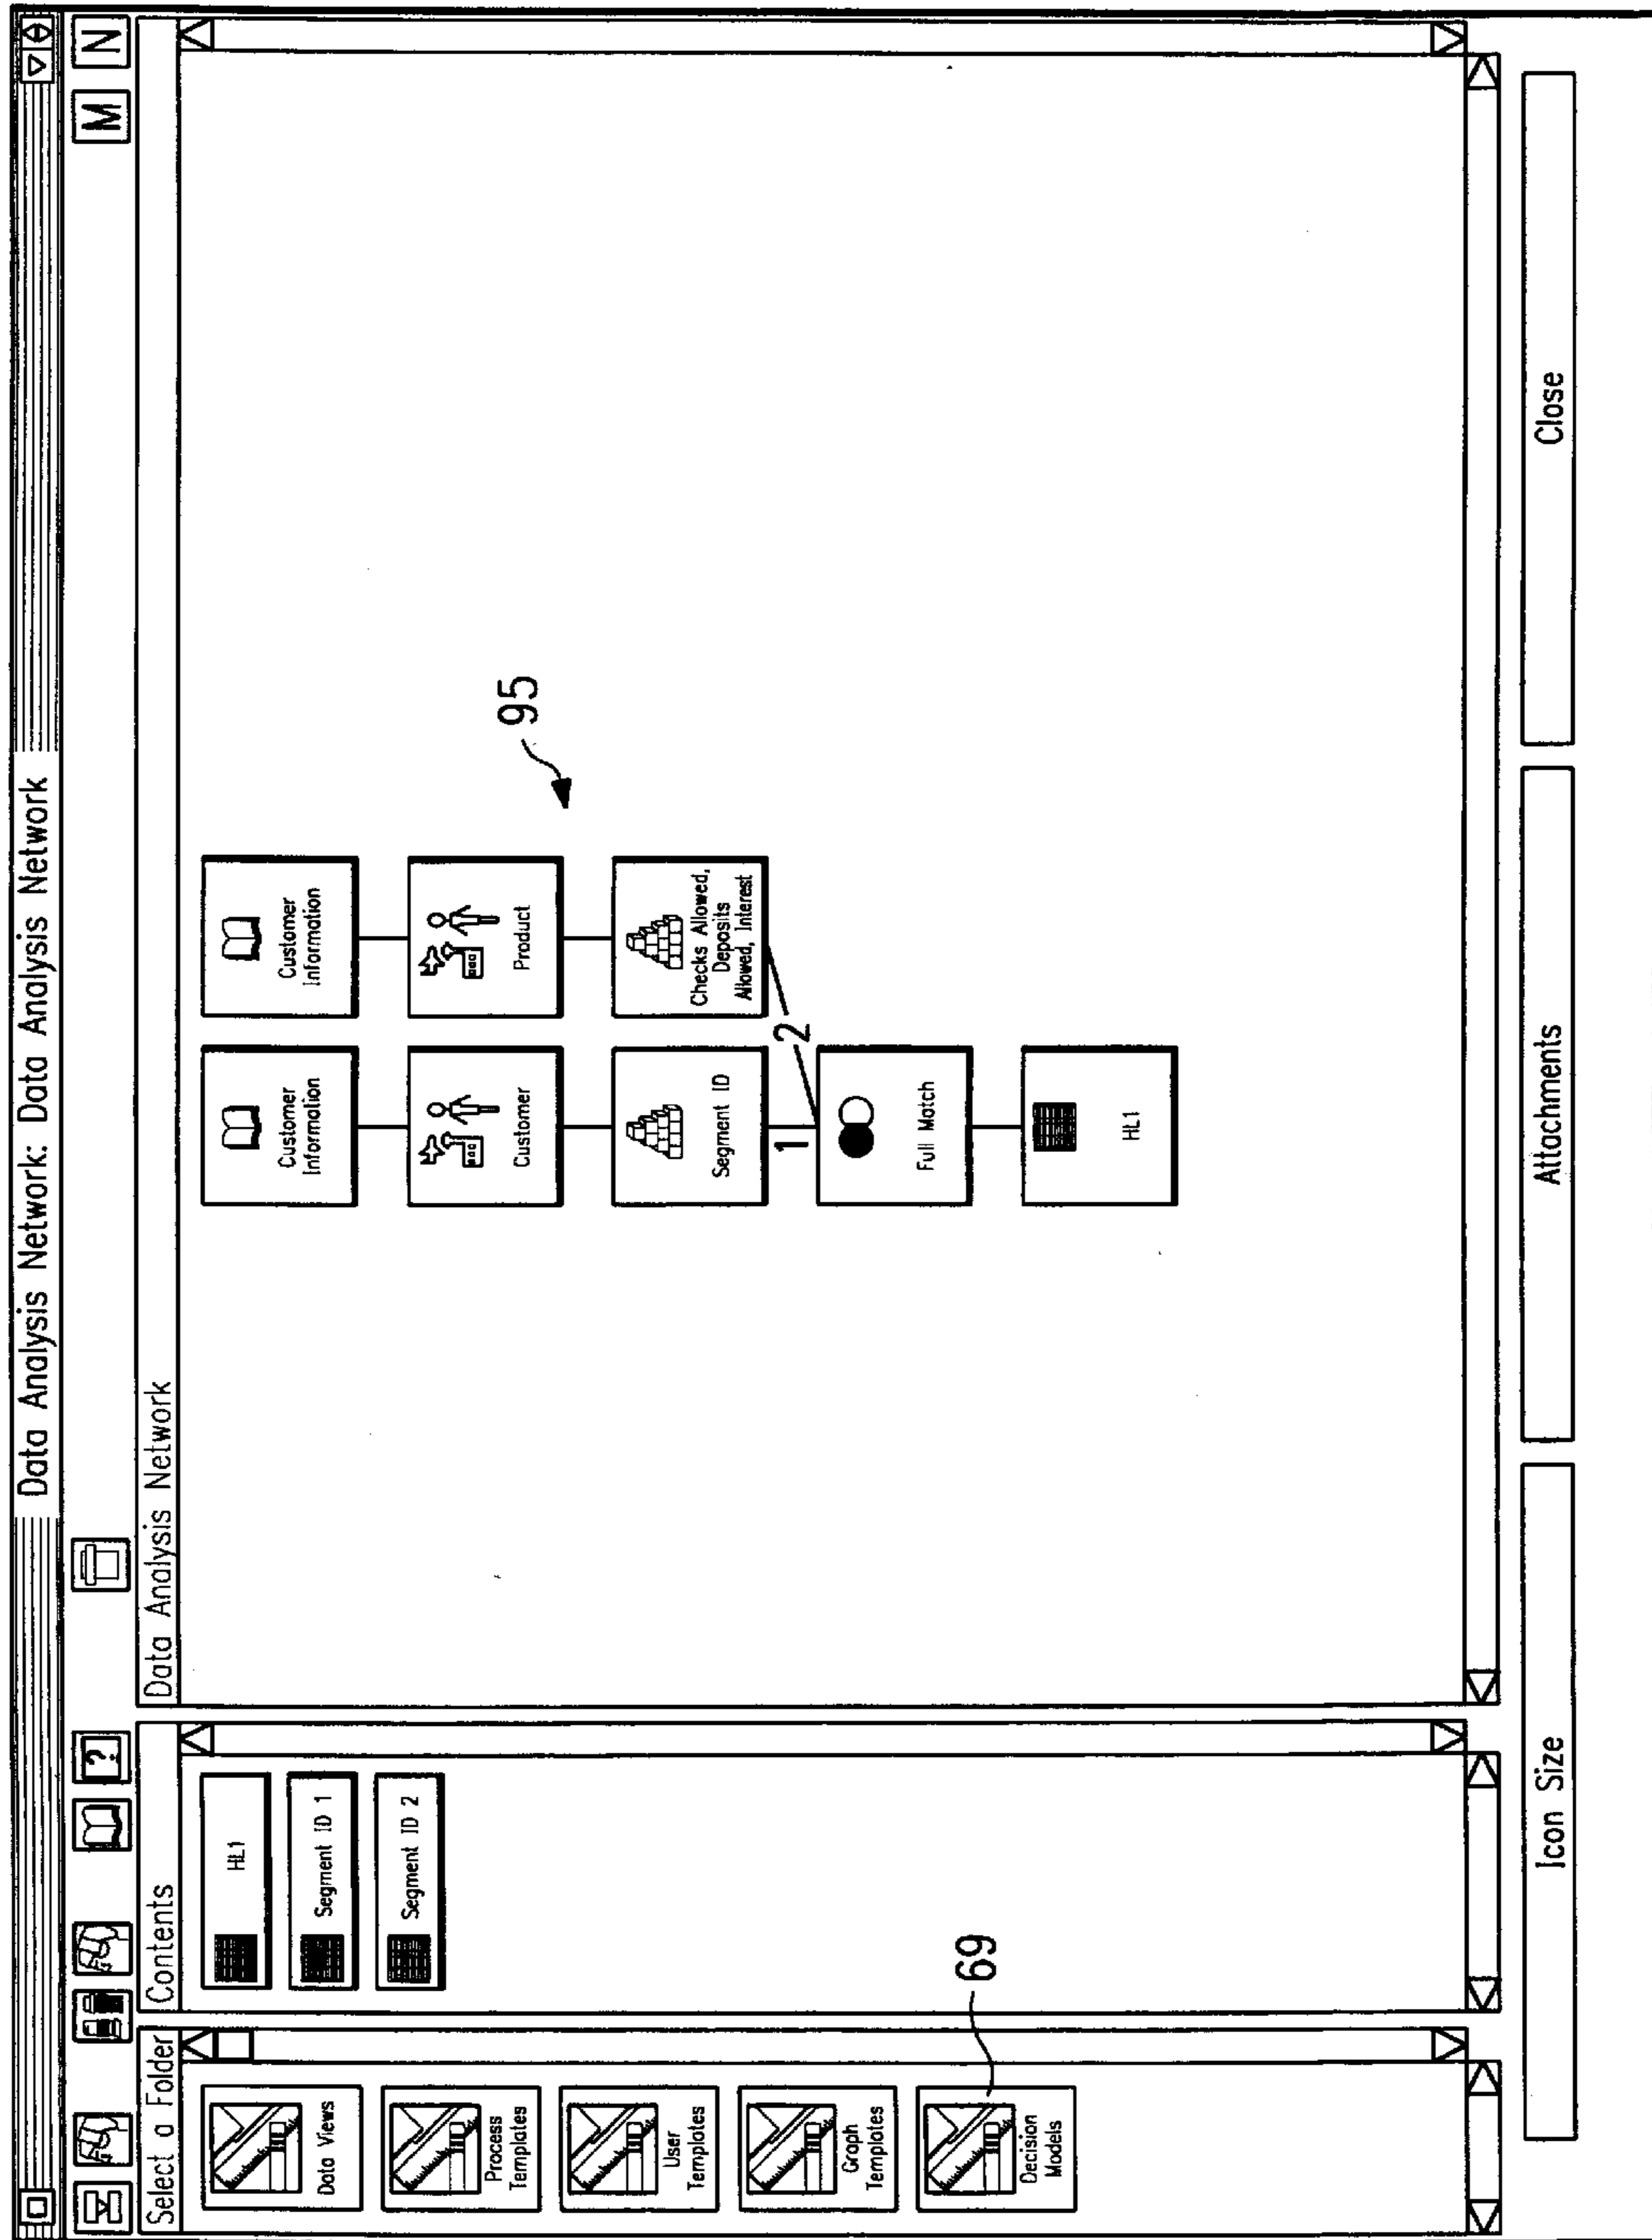 Data Analysis Network: Data Analysis Network
?
M N
Select a Folder
Contents
Data Analysis Network
Data Views
Process
Templates
User
Templates
Graph
Templates
Decision
Models
69
HL1
Segment ID 1
Segment ID 2
Customer
Information
Customer
Information
Customer
Product
Segment ID
Checks Allowed,
Deposits
Allowed, Interest
95
1
2
Full Match
HL1
Icon Size
Attachments
Close